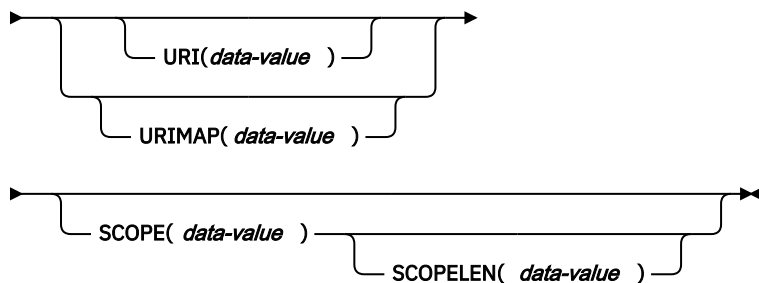 URI(data-value )
URIMAP( data-value )
SCOPE( data-value )
SCOPELEN( data-value )